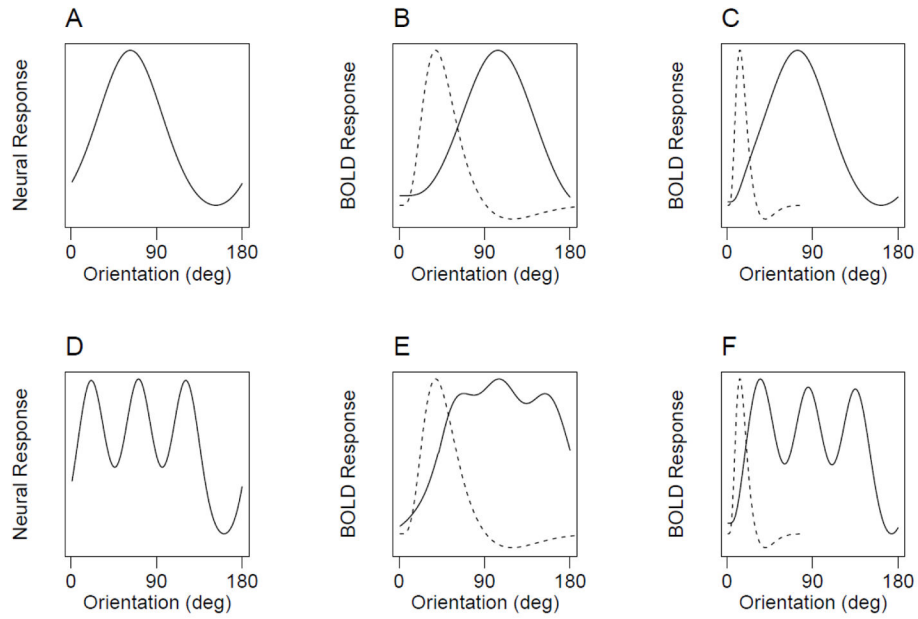 A
Neural Response
0 90 180
Orientation (deg)
B
BOLD Response
0 90 180
Orientation (deg)
C
BOLD Response
0 90 180
Orientation (deg)
D
Neural Response
0 90 180
Orientation (deg)
E
BOLD Response
0 90 180
Orientation (deg)
F
BOLD Response
0 90 180
Orientation (deg)